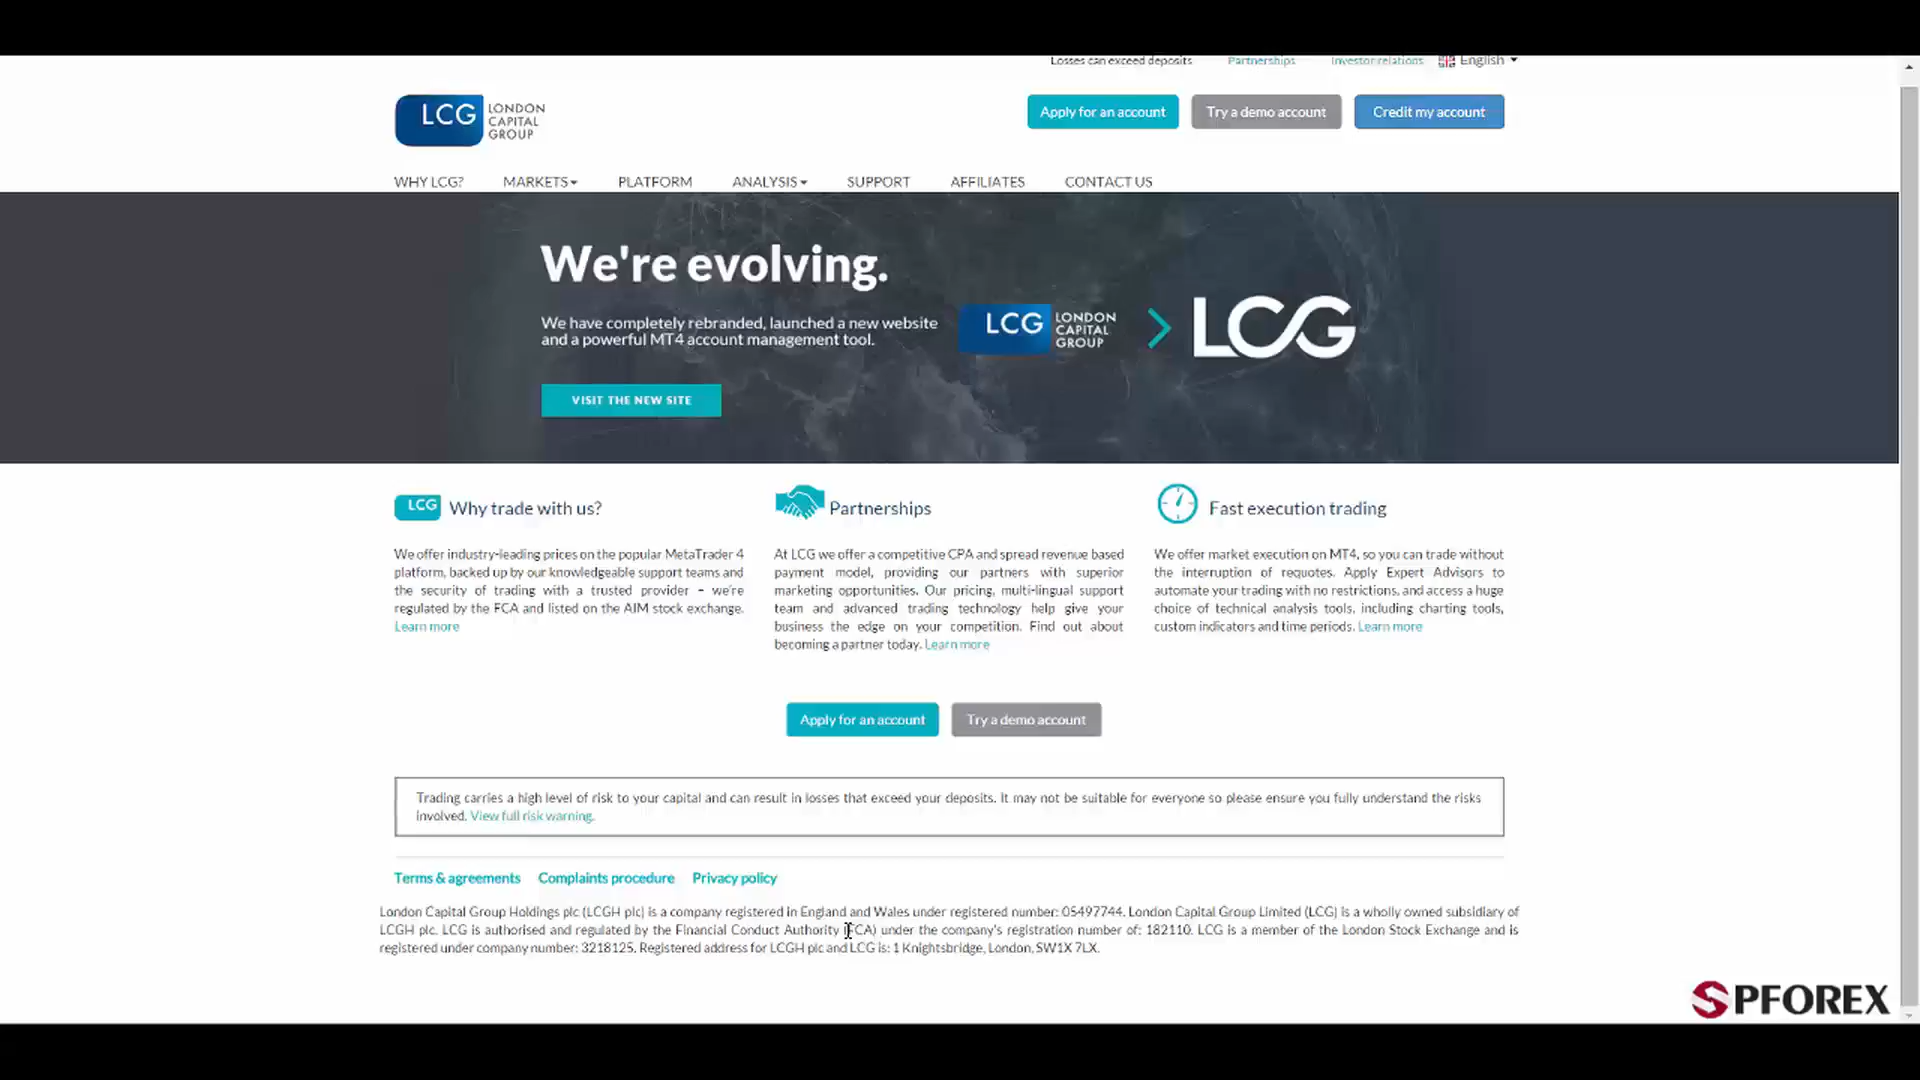 Losses can exceed deposits Partnerships Investor relations English
LCG LONDON CAPITAL GROUP
Apply for an account Try a demo account Credit my account
WHY LCG? MARKETS PLATFORM ANALYSIS SUPPORT AFFILIATES CONTACT US
We're evolving.
We have completely rebranded, launched a new website
and a powerful MT4 account management tool.
LCG LONDON CAPITAL GROUP
LCG
VISIT THE NEW SITE
LCG Why trade with us?
We offer industry-leading prices on the popular MetaTrader 4
platform, backed up by our knowledgeable support teams and
the security of trading with a trusted provider – we're
regulated by the FCA and listed on the AIM stock exchange.
Learn more
Partnerships
At LCG we offer a competitive CPA and spread revenue based
payment model, providing our partners with superior
marketing opportunities. Our pricing, multi-lingual support
team and advanced trading technology help give your
business the edge on your competition. Find out about
becoming a partner today. Learn more
Fast execution trading
We offer market execution on MT4, so you can trade without
the interruption of requotes. Apply Expert Advisors to
automate your trading with no restrictions, and access a huge
choice of technical analysis tools, including charting tools,
custom indicators and time periods. Learn more
Apply for an account Try a demo account
Trading carries a high level of risk to your capital and can result in losses that exceed your deposits. It may not be suitable for everyone so please ensure you fully understand the risks
involved. View full risk warning.
Terms & agreements Complaints procedure Privacy policy
London Capital Group Holdings plc (LCGH plc) is a company registered in England and Wales under registered number: 05497744. London Capital Group Limited (LCG) is a wholly owned subsidiary of
LCGH plc. LCG is authorised and regulated by the Financial Conduct Authority (FCA) under the company's registration number of: 182110. LCG is a member of the London Stock Exchange and is
registered under company number: 3218125. Registered address for LCGH plc and LCG is: 1 Knightsbridge, London, SW1X 7LX.
SPFOREX